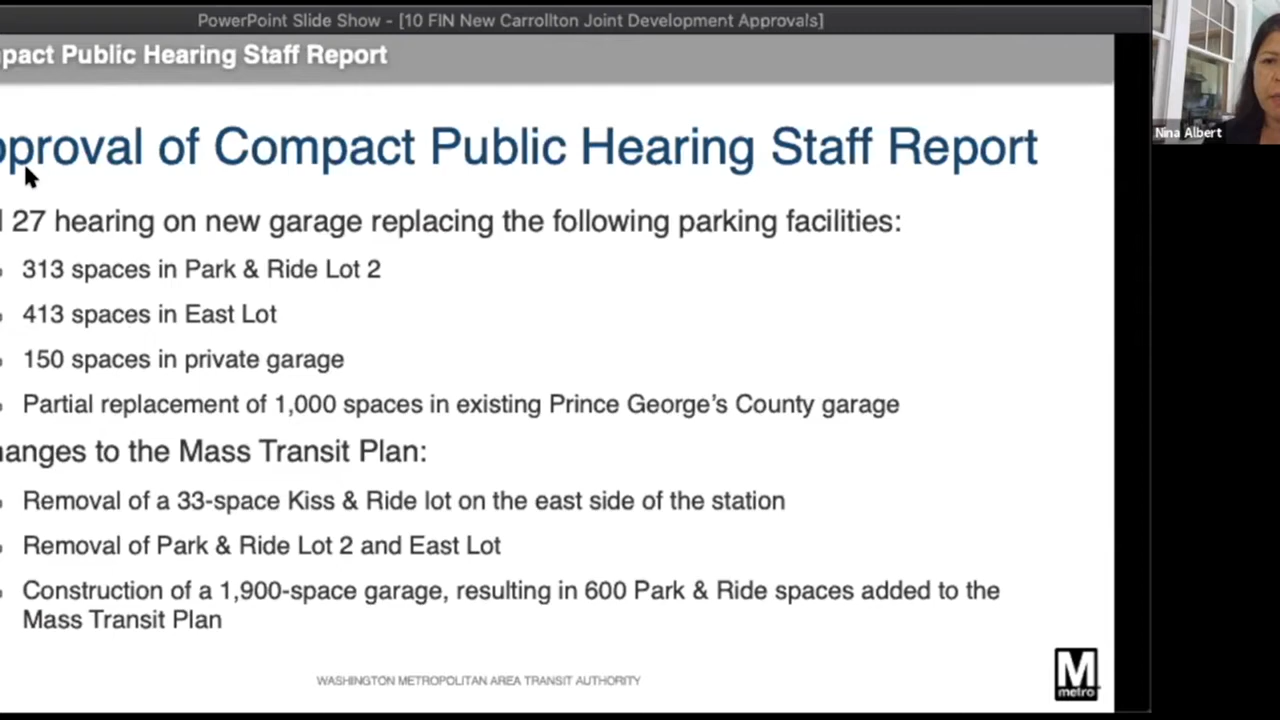 PowerPoint Slide Show - [10 FIN New Carrollton Joint Development Approvals]
pact Public Hearing Staff Report
Nina Albert
pproval of Compact Public Hearing Staff Report
27 hearing on new garage replacing the following parking facilities:
313 spaces in Park & Ride Lot 2
413 spaces in East Lot
150 spaces in private garage
Partial replacement of 1,000 spaces in existing Prince George's County garage
anges to the Mass Transit Plan:
Removal of a 33-space Kiss & Ride lot on the east side of the station
Removal of Park & Ride Lot 2 and East Lot
Construction of a 1,900-space garage, resulting in 600 Park & Ride spaces added to the
Mass Transit Plan
WASHINGTON METROPOLITAN AREA TRANSIT AUTHORITY
M
metro